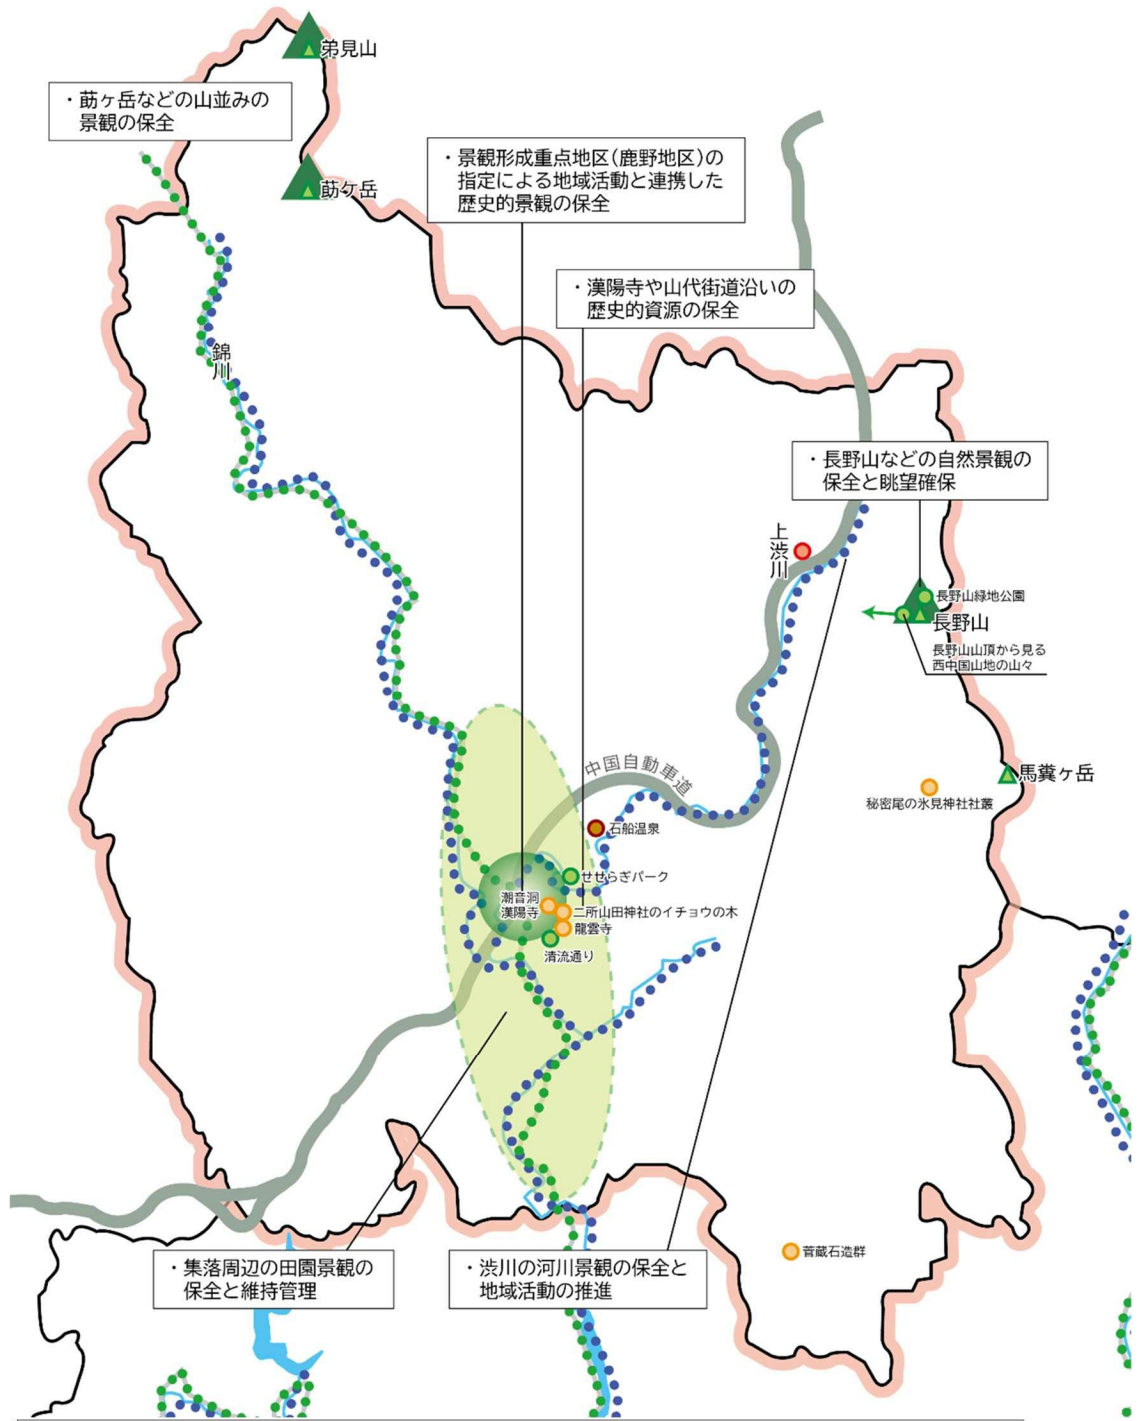 弟見山
・莇ヶ岳などの山並みの
景観の保全
・景観形成重点地区（鹿野地区）の
指定による地域活動と連携した
歴史的景観の保全
莇ケ岳
・漢陽寺や山代街道沿いの
歴史的資源の保全
錦川
・長野山などの自然景観の
保全と眺望確保
上渋川
長野山緑地公園
長野山
長野山山頂から見る
西中国山地の山々
中国自動車道
馬糞ヶ岳
秘密尾の氷見神社社叢
石船温泉
せせらぎパーク
潮音洞
漢陽寺
二所山田神社のイチョウの木
龍雲寺
清流通り
菅蔵石造群
・集落周辺の田園景観の
保全と維持管理
・渋川の河川景観の保全と
地域活動の推進